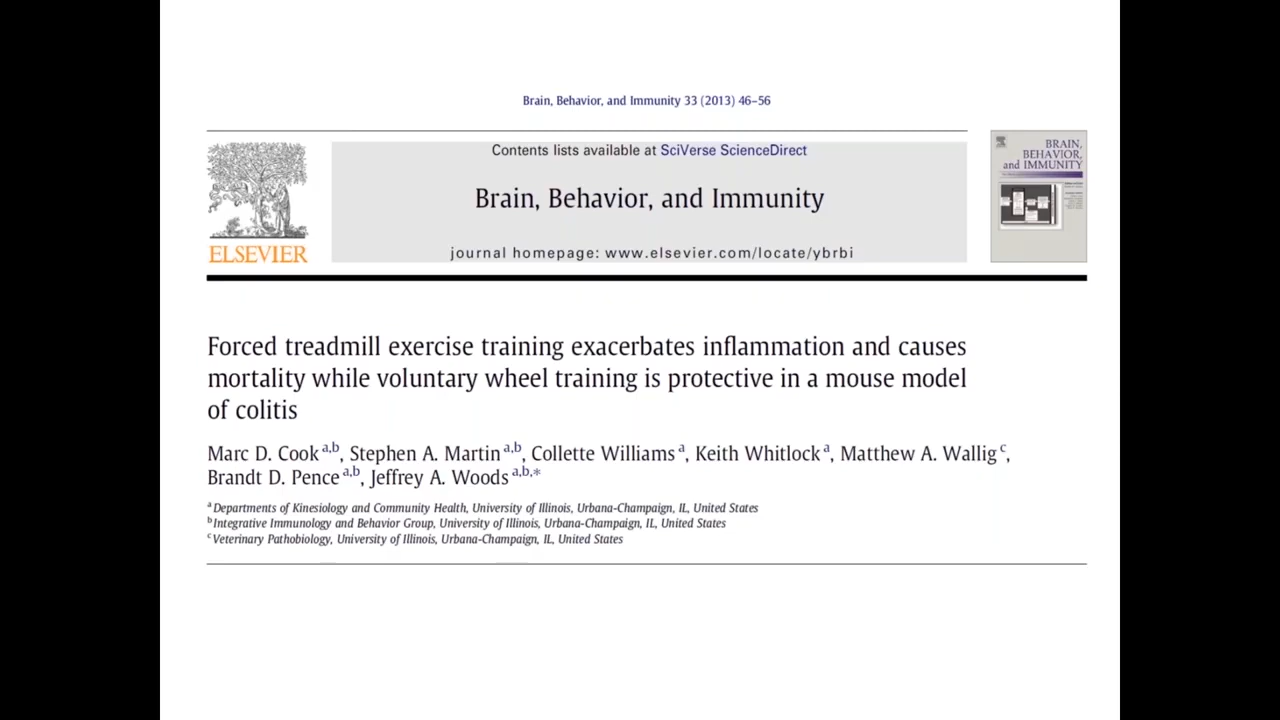 Brain, Behavior, and Immunity 33 (2013) 46–56
Contents lists available at SciVerse ScienceDirect
Brain, Behavior, and Immunity
journal homepage: www.elsevier.com/locate/ybrbi
ELSEVIER
BRAIN,
BEHAVIOR,
and IMMUNITY
Forced treadmill exercise training exacerbates inflammation and causes
mortality while voluntary wheel training is protective in a mouse model
of colitis
Marc D. Cook a,b, Stephen A. Martin a,b, Collette Williams a, Keith Whitlock a, Matthew A. Wallig c,
Brandt D. Pence a,b, Jeffrey A. Woods a,b,*
a Departments of Kinesiology and Community Health, University of Illinois, Urbana-Champaign, IL, United States
b Integrative Immunology and Behavior Group, University of Illinois, Urbana-Champaign, IL, United States
c Veterinary Pathobiology, University of Illinois, Urbana-Champaign, IL, United States